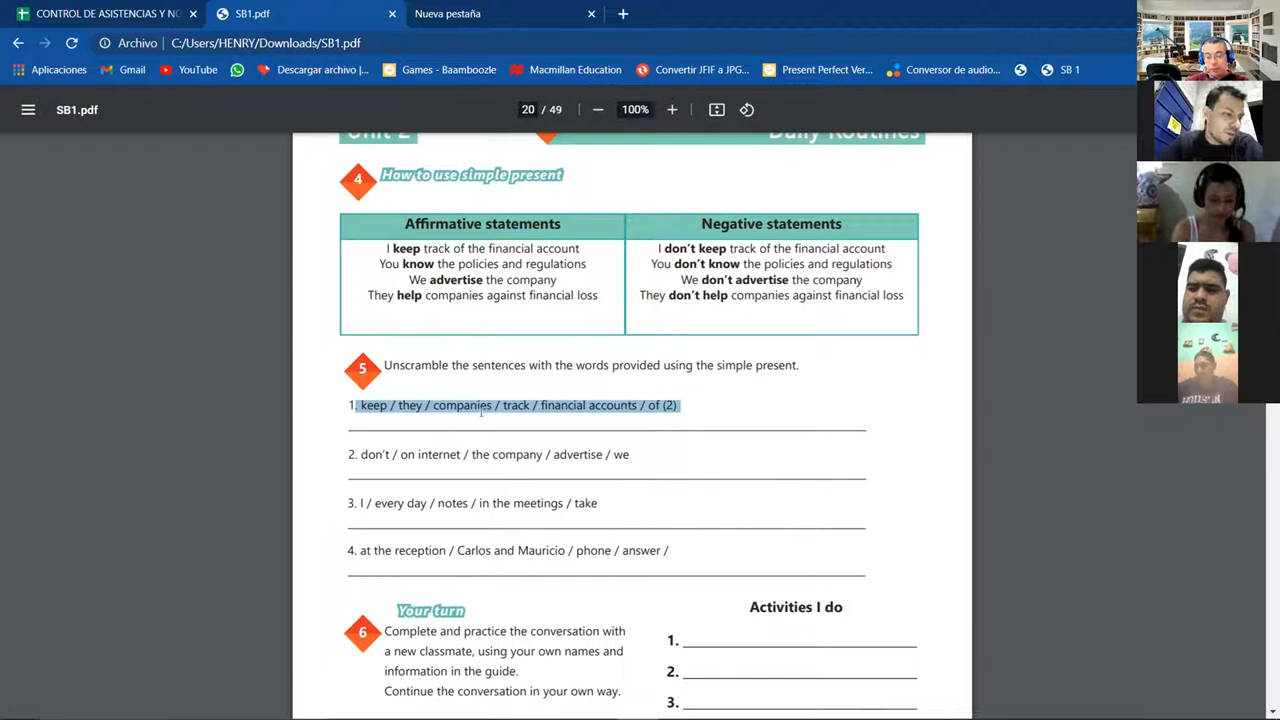 CONTROL DE ASISTENCIAS Y NO
SB1.pdf
Nueva pestaña
Archivo
C:/Users/HENRY/Downloads/SB1.pdf
Aplicaciones
Gmail
YouTube
Descargar archivo |...
Games - Bamboozle
Macmillan Education
Convertir JFIF a JPG...
Present Perfect Ver...
Conversor de audio...
SB 1
SB1.pdf
20 / 49
100%
Unit 2
Daily Routines
4 How to use simple present
Affirmative statements
Negative statements
I keep track of the financial account
You know the policies and regulations
We advertise the company
They help companies against financial loss
I don't keep track of the financial account
You don't know the policies and regulations
We don't advertise the company
They don't help companies against financial loss
5 Unscramble the sentences with the words provided using the simple present.
1. keep / they / companies / track / financial accounts / of (2)
2. don't / on internet / the company / advertise / we
3. I / every day / notes / in the meetings / take
4. at the reception / Carlos and Mauricio / phone / answer /
6 Your turn
Complete and practice the conversation with
a new classmate, using your own names and
information in the guide.
Continue the conversation in your own way.
Activities I do
1.
2.
3.